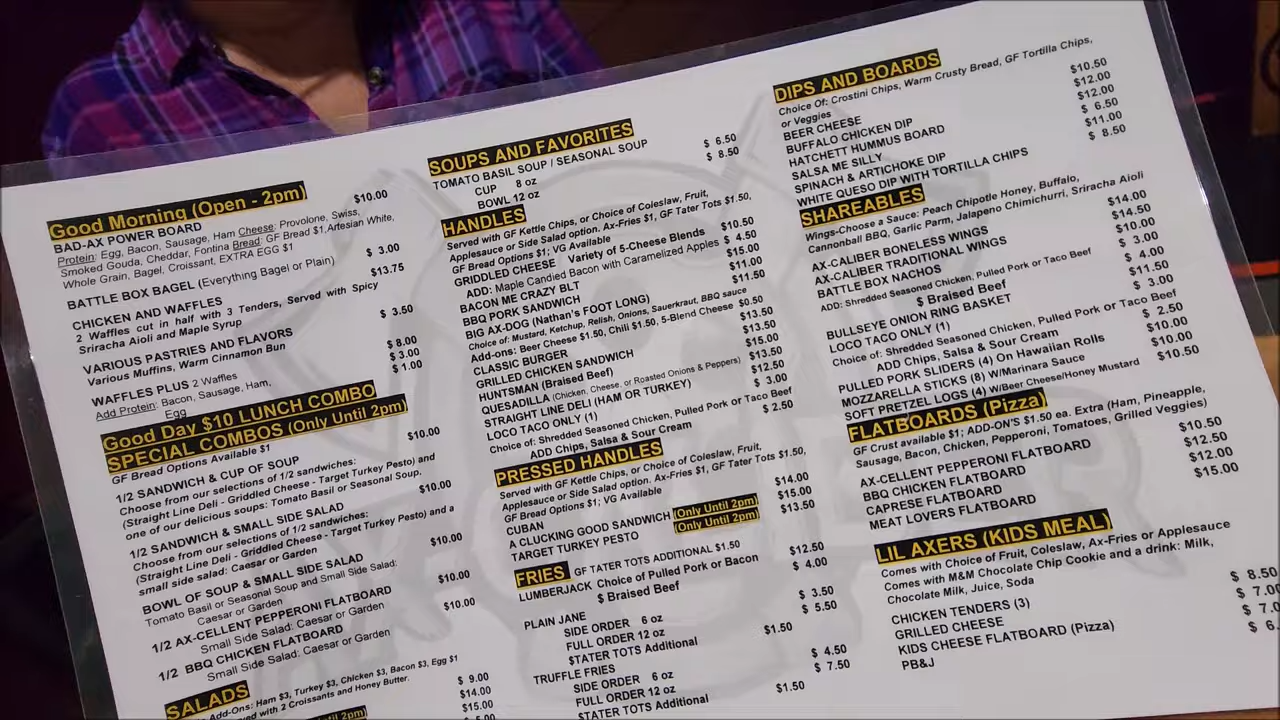 Good Morning (Open - 2pm)
BAD-AX POWER BOARD $10.00
Protein: Egg, Bacon, Sausage, Ham Cheese: Provolone, Swiss,
Smoked Gouda, Cheddar, Fontina Bread: GF Bread $1,Artesian White,
Whole Grain, Bagel, Croissant, EXTRA EGG $1
BATTLE BOX BAGEL (Everything Bagel or Plain) $ 3.00
CHICKEN AND WAFFLES $13.75
2 Waffles cut in half with 3 Tenders, Served with Spicy
Sriracha Aioli and Maple Syrup
VARIOUS PASTRIES AND FLAVORS $ 3.50
Various Muffins, Warm Cinnamon Bun
WAFFLES PLUS 2 Waffles $ 8.00
Add Protein: Bacon, Sausage, Ham, $ 3.00
Egg $ 1.00
Good Day $10 LUNCH COMBO
SPECIAL COMBOS (Only Until 2pm)
GF Bread Options Available $1
1/2 SANDWICH & CUP OF SOUP $10.00
Choose from our selections of 1/2 sandwiches:
(Straight Line Deli - Griddled Cheese - Target Turkey Pesto) and
one of our delicious soups: Tomato Basil or Seasonal Soup.
1/2 SANDWICH & SMALL SIDE SALAD $10.00
Choose from our selections of 1/2 sandwiches:
(Straight Line Deli - Griddled Cheese - Target Turkey Pesto) and a
small side salad: Caesar or Garden
BOWL OF SOUP & SMALL SIDE SALAD $10.00
Tomato Basil or Seasonal Soup and Small Side Salad:
Caesar or Garden
1/2 AX-CELLENT PEPPERONI FLATBOARD $10.00
Small Side Salad: Caesar or Garden
1/2 BBQ CHICKEN FLATBOARD $10.00
Small Side Salad: Caesar or Garden
SALADS
Add-Ons: Ham $3, Turkey $3, Chicken $3, Bacon $3, Egg $1
with 2 Croissants and Honey Butter.
$ 9.00
$14.00
$15.00
SOUPS AND FAVORITES
TOMATO BASIL SOUP / SEASONAL SOUP
CUP 8 oz $ 6.50
BOWL 12 oz $ 8.50
HANDLES
Served with GF Kettle Chips, or Choice of Coleslaw, Fruit,
Applesauce or Side Salad option. Ax-Fries $1, GF Tater Tots $1.50,
GF Bread Options $1; VG Available
GRIDDLED CHEESE Variety of 5-Cheese Blends $10.50
ADD: Maple Candied Bacon with Caramelized Apples $ 4.50
BACON ME CRAZY BLT $15.00
BBQ PORK SANDWICH $11.00
BIG AX-DOG (Nathan's FOOT LONG) $11.50
Choice of: Mustard, Ketchup, Relish, Onions, Sauerkraut, BBQ sauce
Add-ons: Beer Cheese $1.50, Chili $1.50, 5-Blend Cheese $0.50
CLASSIC BURGER $13.50
GRILLED CHICKEN SANDWICH $13.50
HUNTSMAN (Braised Beef) $15.00
QUESADILLA (Chicken, Cheese, or Roasted Onions & Peppers) $13.50
STRAIGHT LINE DELI (HAM OR TURKEY) $12.50
LOCO TACO ONLY (1) $ 3.00
Choice of: Shredded Seasoned Chicken, Pulled Pork or Taco Beef
ADD Chips, Salsa & Sour Cream $ 2.50
PRESSED HANDLES
Served with GF Kettle Chips, or Choice of Coleslaw, Fruit,
Applesauce or Side Salad option. Ax-Fries $1, GF Tater Tots $1.50,
GF Bread Options $1; VG Available
CUBAN $14.00
A CLUCKING GOOD SANDWICH (Only Until 2pm) $15.00
TARGET TURKEY PESTO (Only Until 2pm) $13.50
FRIES GF TATER TOTS ADDITIONAL $1.50
LUMBERJACK Choice of Pulled Pork or Bacon $12.50
$ Braised Beef $ 4.00
PLAIN JANE
SIDE ORDER 6 oz $ 3.50
FULL ORDER 12 oz $ 5.50
$TATER TOTS Additional $1.50
TRUFFLE FRIES
SIDE ORDER 6 oz $ 4.50
FULL ORDER 12 oz $ 7.50
$TATER TOTS Additional $1.50
DIPS AND BOARDS
Choice Of: Crostini Chips, Warm Crusty Bread, GF Tortilla Chips,
or Veggies
BEER CHEESE $10.50
BUFFALO CHICKEN DIP $12.00
HATCHETT HUMMUS BOARD $12.00
SALSA ME SILLY $ 6.50
SPINACH & ARTICHOKE DIP $11.00
WHITE QUESO DIP WITH TORTILLA CHIPS $ 8.50
SHAREABLES
Wings-Choose a Sauce: Peach Chipotle Honey, Buffalo,
Cannonball BBQ, Garlic Parm, Jalapeno Chimichurri, Sriracha Aioli
AX-CALIBER BONELESS WINGS $14.00
AX-CALIBER TRADITIONAL WINGS $14.50
BATTLE BOX NACHOS $10.00
ADD: Shredded Seasoned Chicken, Pulled Pork or Taco Beef $ 3.00
$ Braised Beef $ 4.00
BULLSEYE ONION RING BASKET $11.50
LOCO TACO ONLY (1) $ 3.00
Choice of: Shredded Seasoned Chicken, Pulled Pork or Taco Beef
ADD Chips, Salsa & Sour Cream $ 2.50
PULLED PORK SLIDERS (4) On Hawaiian Rolls $10.00
MOZZARELLA STICKS (8) W/Marinara Sauce $10.00
SOFT PRETZEL LOGS (4) W/Beer Cheese/Honey Mustard $10.50
FLATBOARDS (Pizza)
GF Crust available $1; ADD-ON'S $1.50 ea. Extra (Ham, Pineapple,
Sausage, Bacon, Chicken, Pepperoni, Tomatoes, Grilled Veggies)
AX-CELLENT PEPPERONI FLATBOARD $10.50
BBQ CHICKEN FLATBOARD $12.50
CAPRESE FLATBOARD $12.00
MEAT LOVERS FLATBOARD $15.00
LIL AXERS (KIDS MEAL)
Comes with Choice of Fruit, Coleslaw, Ax-Fries or Applesauce
Comes with M&M Chocolate Chip Cookie and a drink: Milk,
Chocolate Milk, Juice, Soda
CHICKEN TENDERS (3) $ 8.50
GRILLED CHEESE $ 7.00
KIDS CHEESE FLATBOARD (Pizza) $ 7.0
PB&J $ 6.